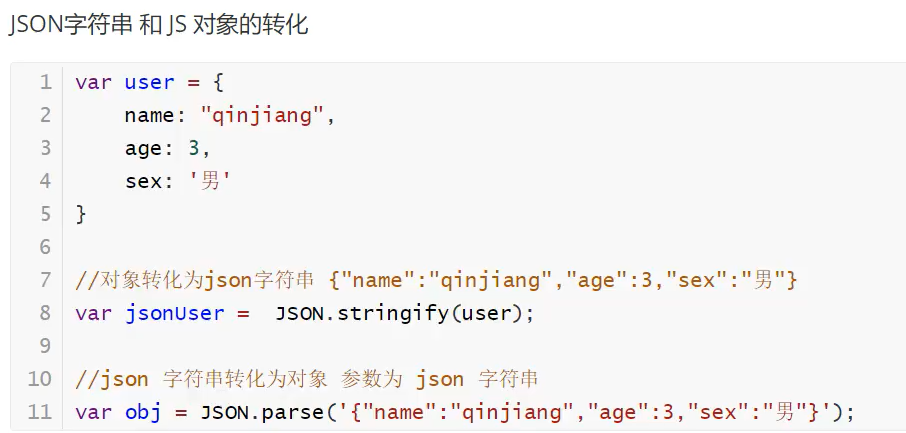 JSON字符串 和 JS 对象的转化
1 var user = {
2     name: "qinjiang",
3     age: 3,
4     sex: '男'
5 }
6
7 //对象转化为json字符串 {"name":"qinjiang","age":3,"sex":"男"}
8 var jsonUser =  JSON.stringify(user);
9
10 //json 字符串转化为对象 参数为 json 字符串
11 var obj = JSON.parse('{"name":"qinjiang","age":3,"sex":"男"}');